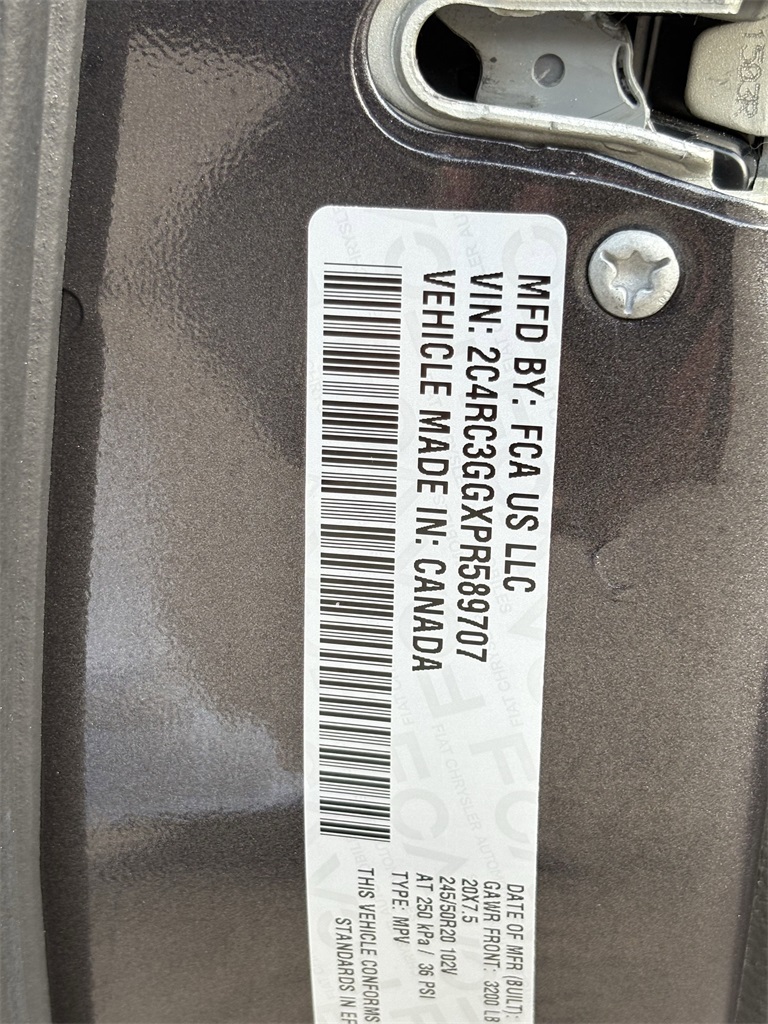 MFD BY: FCA US LLC
VIN: 2C4RC3GGXPR589707
VEHICLE MADE IN: CANADA
DATE OF MFR (BUILT):
GAWR FRONT: 3200 LB
20X7.5
245/50R20 102V
AT 250 kPa / 36 PSI
TYPE: MPV
THIS VEHICLE CONFORMS
STANDARDS IN EF
1503P